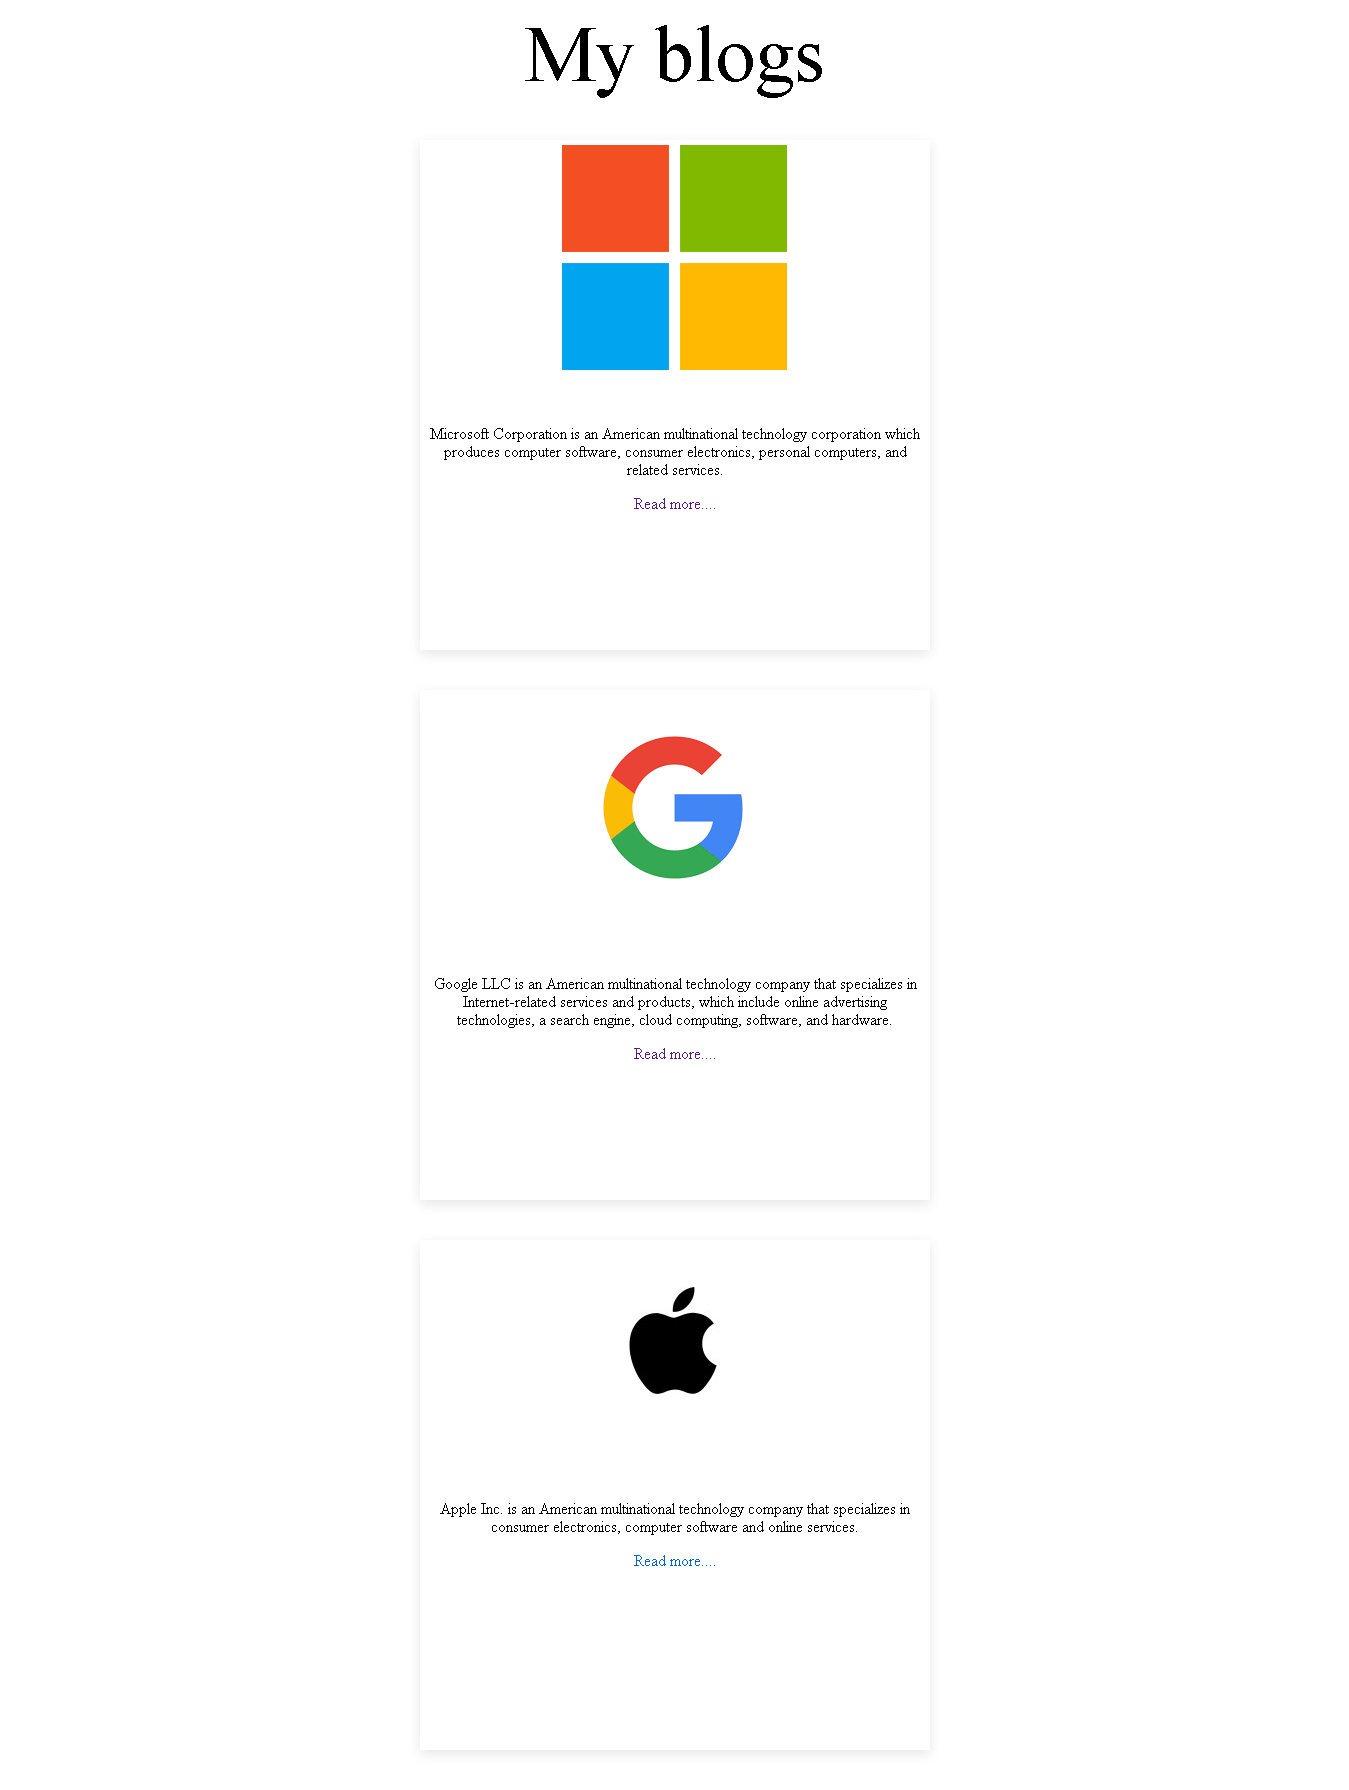 My blogs
Microsoft Corporation is an American multinational technology corporation which
produces computer software, consumer electronics, personal computers, and
related services.
Read more....
Google LLC is an American multinational technology company that specializes in
Internet-related services and products, which include online advertising
technologies, a search engine, cloud computing, software, and hardware.
Read more....
Apple Inc. is an American multinational technology company that specializes in
consumer electronics, computer software and online services.
Read more....